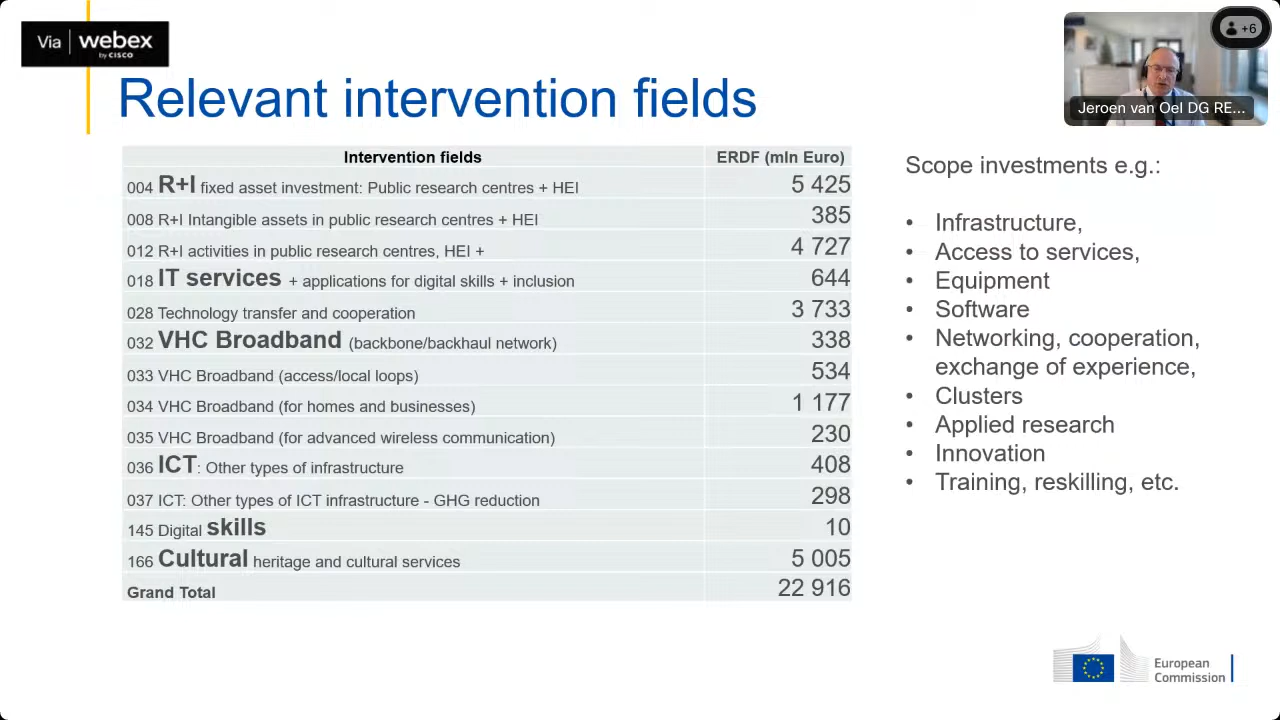 Via webex
by CISCO
+6
Jeroen van Oel DG RE...
Relevant intervention fields
Intervention fields ERDF (mln Euro)
004 R+I fixed asset investment: Public research centres + HEI 5 425
008 R+I Intangible assets in public research centres + HEI 385
012 R+I activities in public research centres, HEI + 4 727
018 IT services + applications for digital skills + inclusion 644
028 Technology transfer and cooperation 3 733
032 VHC Broadband (backbone/backhaul network) 338
033 VHC Broadband (access/local loops) 534
034 VHC Broadband (for homes and businesses) 1 177
035 VHC Broadband (for advanced wireless communication) 230
036 ICT: Other types of infrastructure 408
037 ICT: Other types of ICT infrastructure - GHG reduction 298
145 Digital skills 10
166 Cultural heritage and cultural services 5 005
Grand Total 22 916
Scope investments e.g.:
• Infrastructure,
• Access to services,
• Equipment
• Software
• Networking, cooperation,
exchange of experience,
• Clusters
• Applied research
• Innovation
• Training, reskilling, etc.
European
Commission